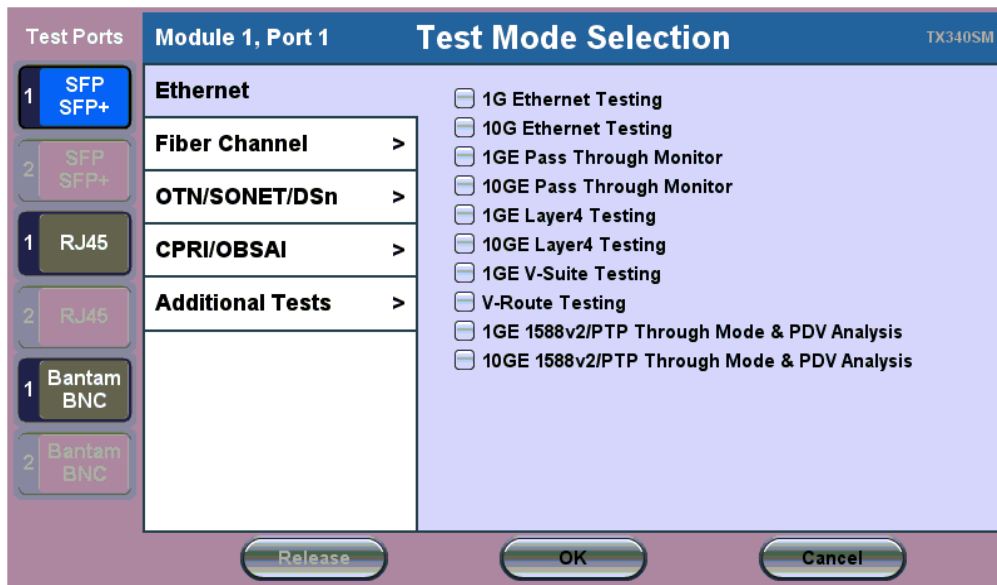 Test Ports
Module 1, Port 1
Test Mode Selection
TX340SM
1
SFP
SFP+
2
SFP
SFP+
1
RJ45
2
RJ45
1
Bantam
BNC
2
Bantam
BNC
Ethernet
Fiber Channel >
OTN/SONET/DSn >
CPRI/OBSAI >
Additional Tests >
1G Ethernet Testing
10G Ethernet Testing
1GE Pass Through Monitor
10GE Pass Through Monitor
1GE Layer4 Testing
10GE Layer4 Testing
1GE V-Suite Testing
V-Route Testing
1GE 1588v2/PTP Through Mode & PDV Analysis
10GE 1588v2/PTP Through Mode & PDV Analysis
Release
OK
Cancel